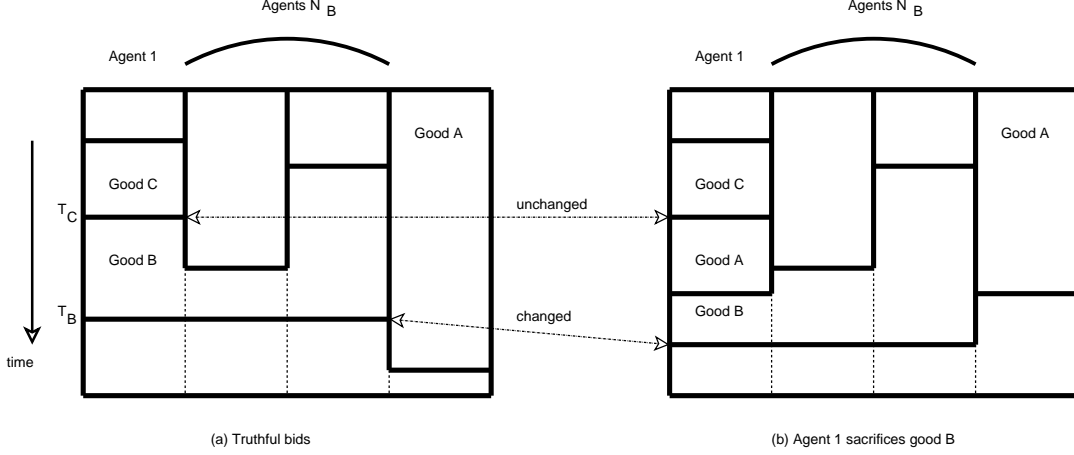 Agents N B
Agent 1
Good A
Good C
T C
Good B
T B
time
(a) Truthful bids
unchanged
changed
Agents N B
Agent 1
Good A
Good C
Good A
Good B
(b) Agent 1 sacrifices good B